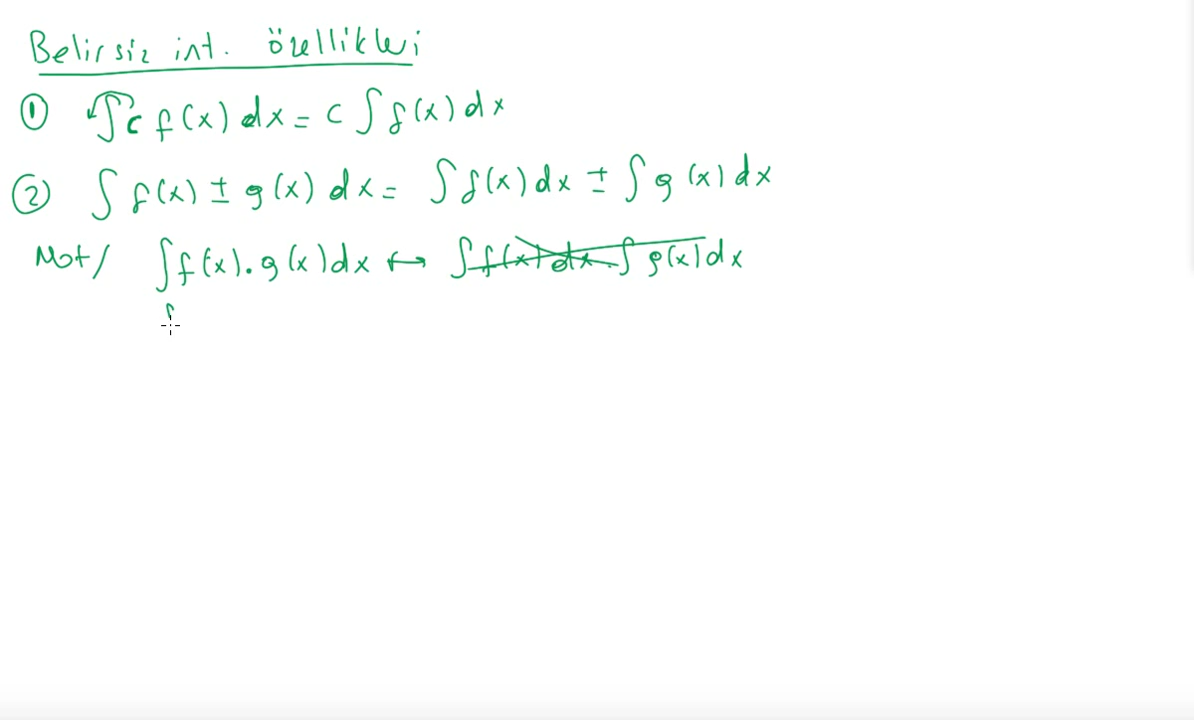 Belirsiz int. özellikleri
① ∫c f(x) dx = c ∫ f(x) dx
② ∫ f(x) ± g(x) dx = ∫ f(x) dx ± ∫ g(x) dx
Not/ ∫ f(x). g(x) dx ↔ ∫ f(x) dx . ∫ g(x) dx